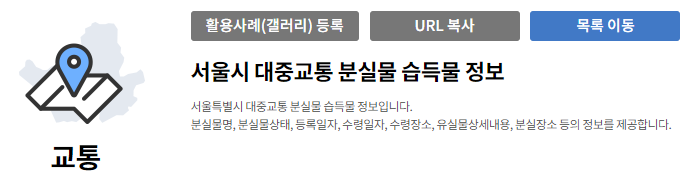 활용사례(갤러리) 등록
URL 복사
목록 이동
서울시 대중교통 분실물 습득물 정보
서울특별시 대중교통 분실물 습득물 정보입니다.
분실물명, 분실물상태, 등록일자, 수령일자, 수령장소, 유실물상세내용, 분실장소 등의 정보를 제공합니다.
교통